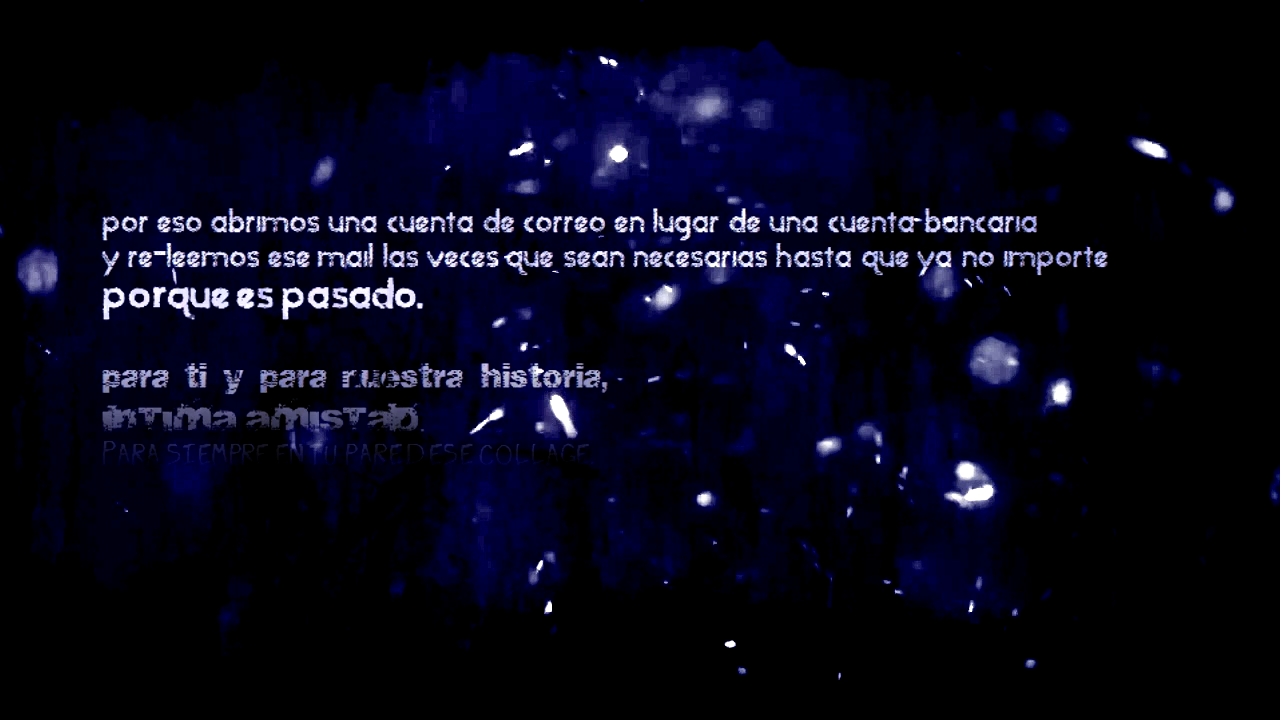 por eso abrimos una cuenta de correo en lugar de una cuenta-bancaria
y re-leemos ese mail las veces que sean necesarias hasta que ya no importe
porque es pasado.
para ti y para nuestra historia,
íntima amistad.
PARA SIEMPRE EN TU PARED ESE COLLAGE